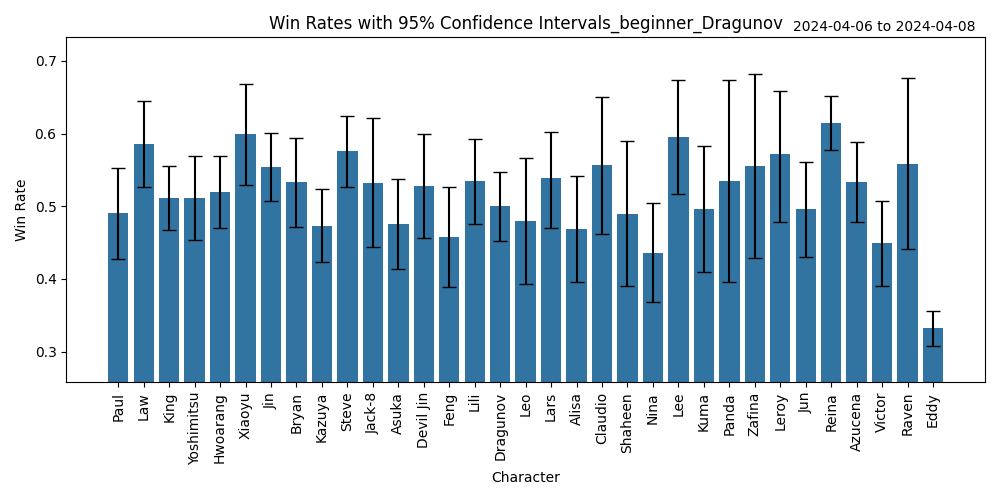 Win Rates with 95% Confidence Intervals_beginner_Dragunov
2024-04-06 to 2024-04-08
Win Rate
0.7
0.6
0.5
0.4
0.3
Paul
Law
King
Yoshimitsu
Hwoarang
Xiaoyu
Jin
Bryan
Kazuya
Steve
Jack-8
Asuka
Devil Jin
Feng
Lili
Dragunov
Leo
Lars
Alisa
Claudio
Shaheen
Nina
Lee
Kuma
Panda
Zafina
Leroy
Jun
Reina
Azucena
Victor
Raven
Eddy
Character